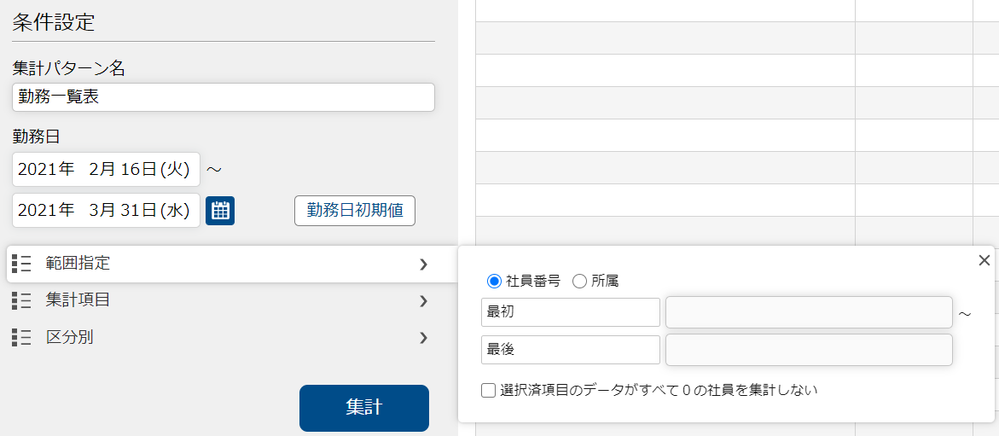 条件設定
集計パターン名
勤務一覧表
勤務日
2021年 2月 16日(火) ～
2021年 3月 31日(水) 勤務日初期値
範囲指定
集計項目
区分別
集計
社員番号 所属
最初 ～
最後
選択済項目のデータがすべて０の社員を集計しない